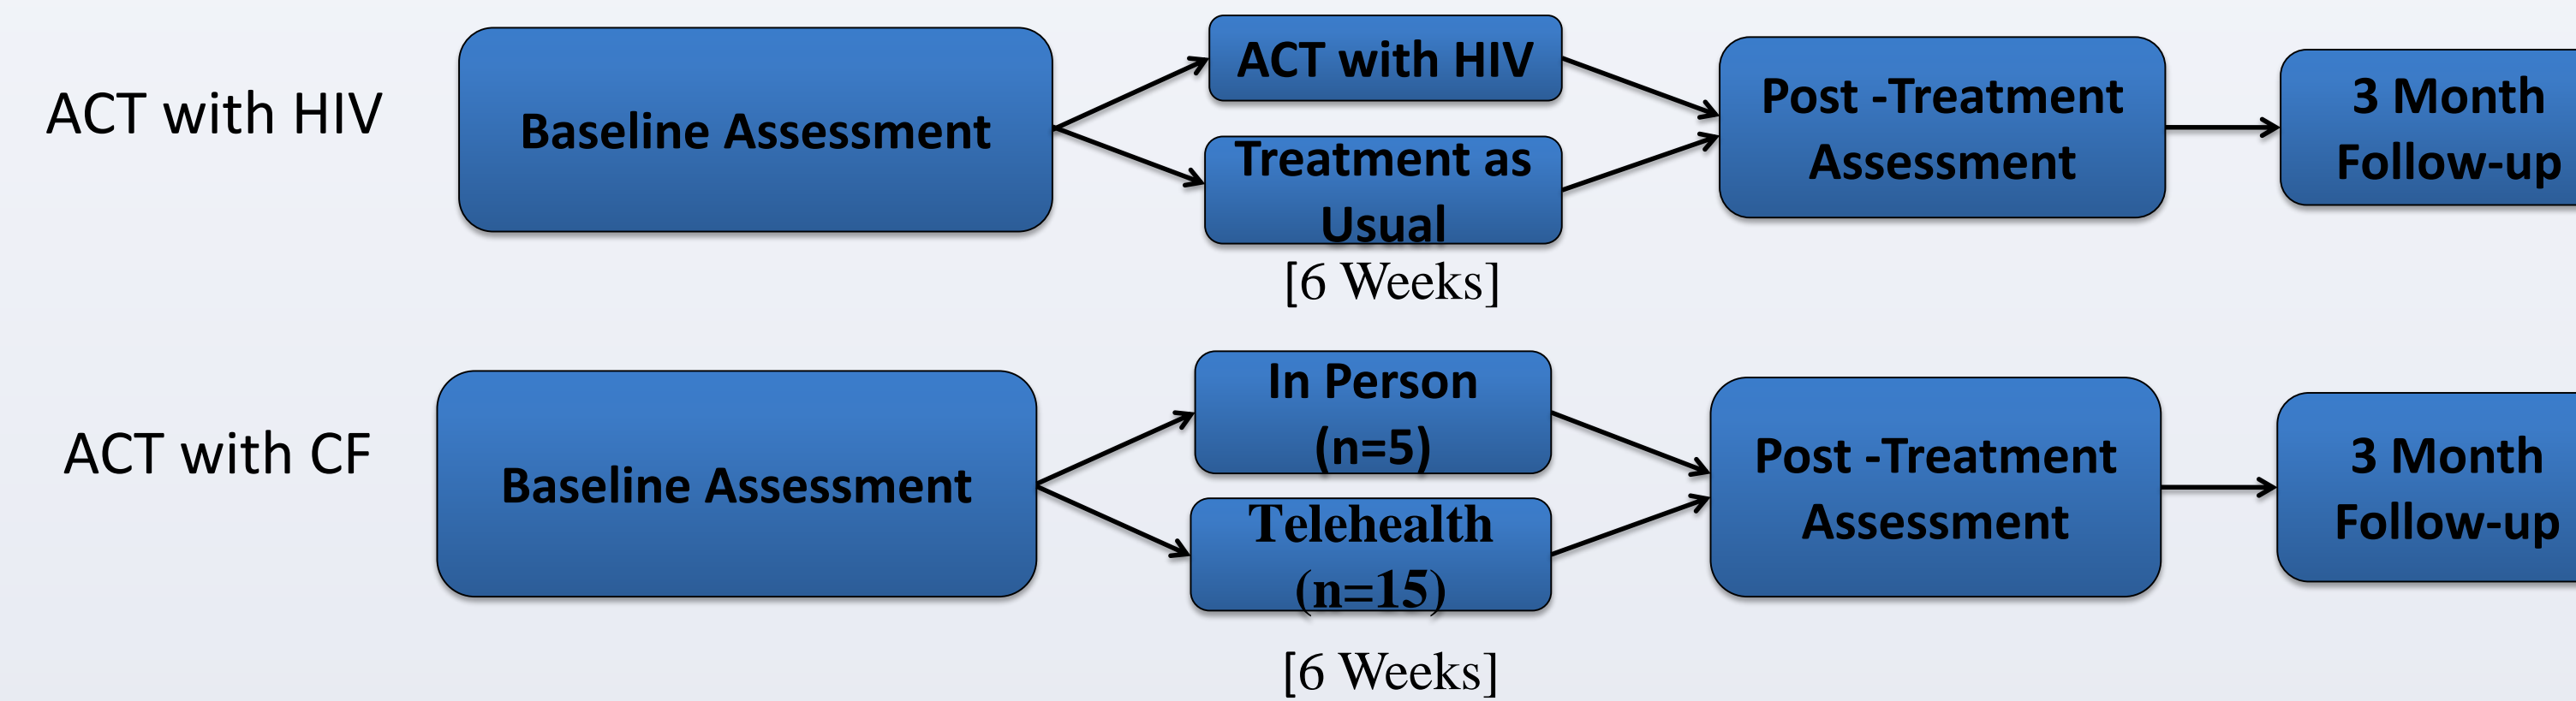 ACT with HIV
Baseline Assessment
ACT with HIV
Treatment as
Usual
[6 Weeks]
Post -Treatment
Assessment
3 Month
Follow-up
ACT with CF
Baseline Assessment
In Person
(n=5)
Telehealth
(n=15)
[6 Weeks]
Post -Treatment
Assessment
3 Month
Follow-up